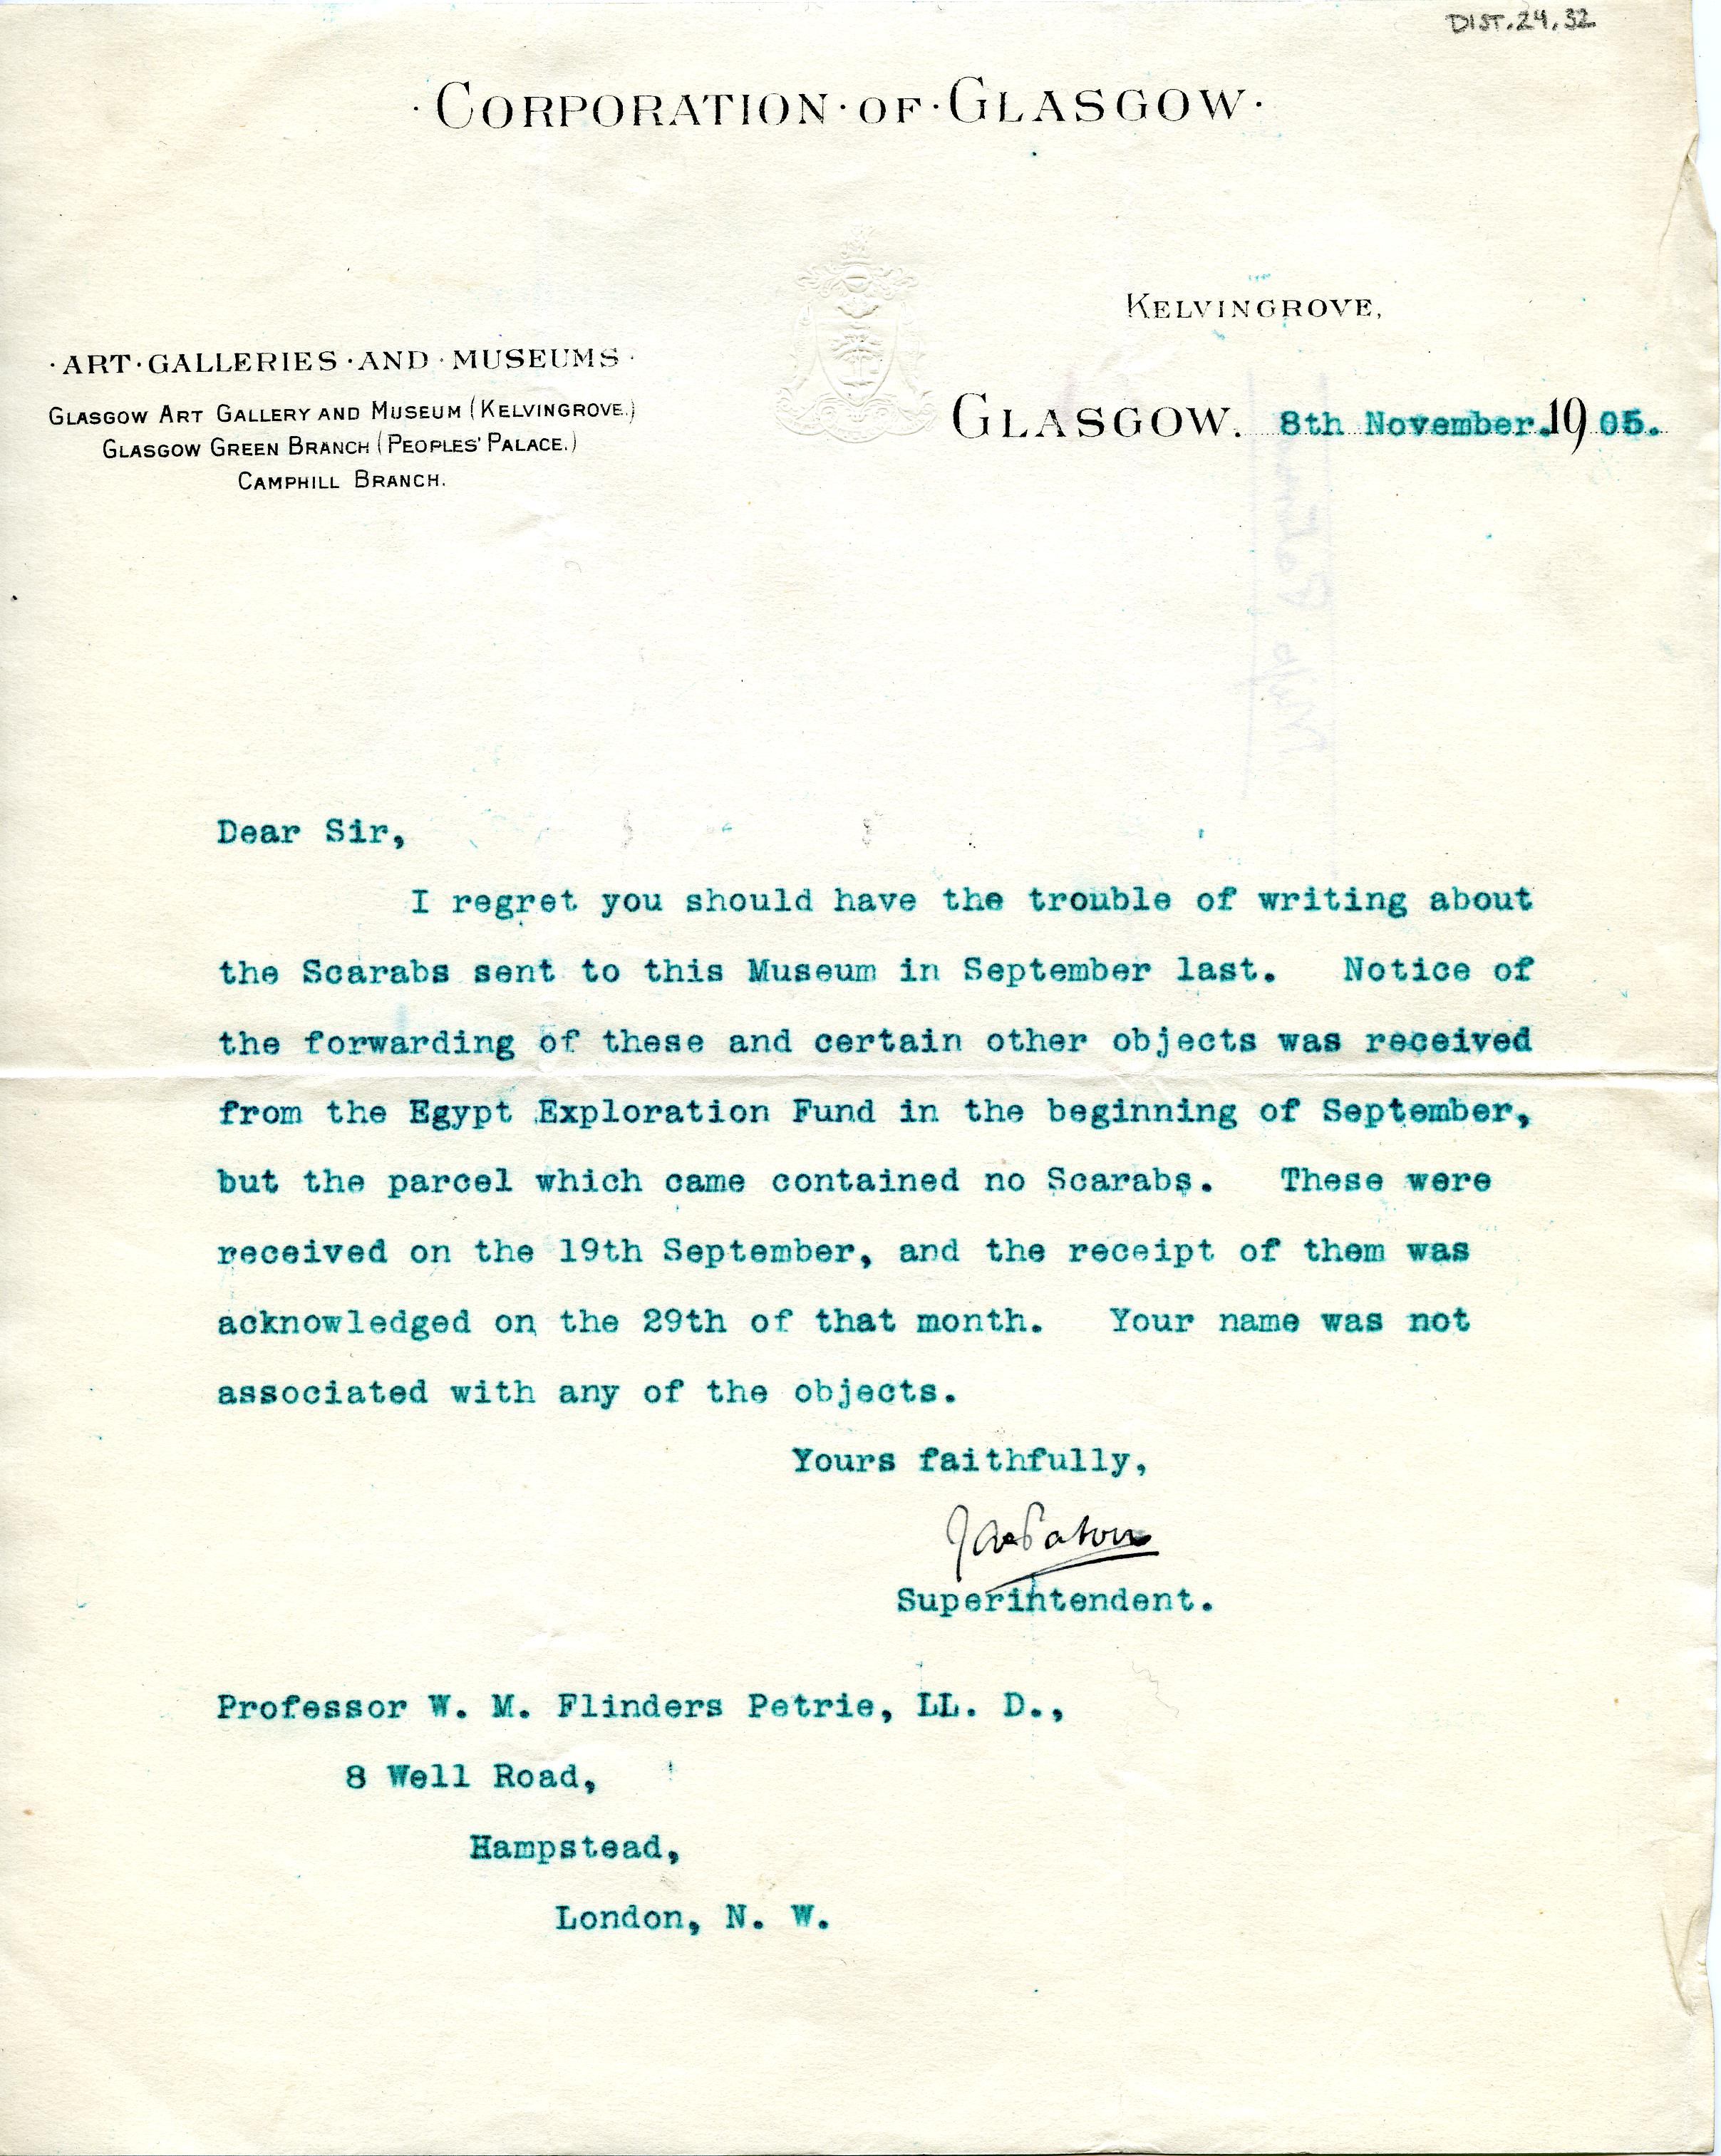 DIST.24.32
· CORPORATION · OF · GLASGOW ·
KELVINGROVE,
· ART · GALLERIES · AND · MUSEUMS ·
GLASGOW ART GALLERY AND MUSEUM (KELVINGROVE.)
GLASGOW GREEN BRANCH (PEOPLES' PALACE.)
CAMPHILL BRANCH.
GLASGOW. 8th November. 1905.
Dear Sir,
I regret you should have the trouble of writing about
the Scarabs sent to this Museum in September last. Notice of
the forwarding of these and certain other objects was received
from the Egypt Exploration Fund in the beginning of September,
but the parcel which came contained no Scarabs. These were
received on the 19th September, and the receipt of them was
acknowledged on the 29th of that month. Your name was not
associated with any of the objects.
Yours faithfully,
Jas Paton
Superintendent.
Professor W. M. Flinders Petrie, LL. D.,
8 Well Road,
Hampstead,
London, N. W.